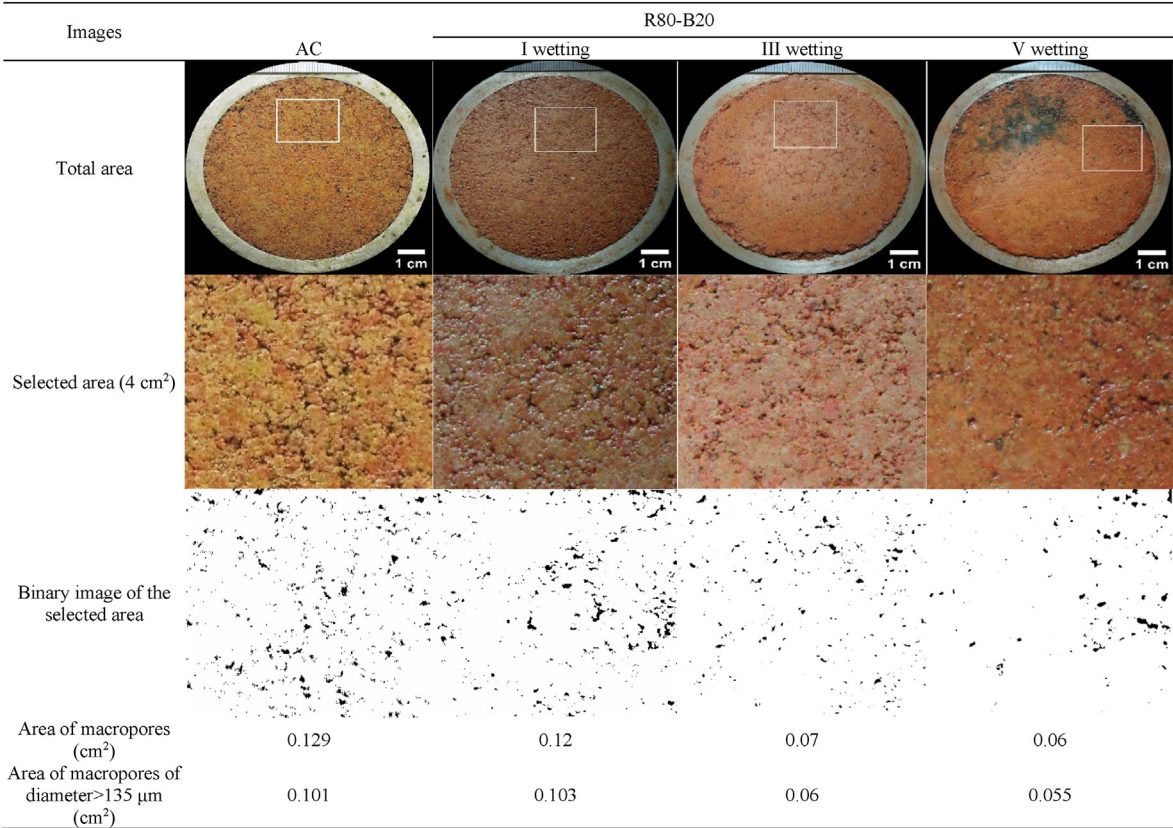 Images
R80-B20
AC
I wetting
III wetting
V wetting
Total area
1 cm
1 cm
1 cm
1 cm
Selected area (4 cm²)
Binary image of the
selected area
Area of macropores
(cm²)
0.129
0.12
0.07
0.06
Area of macropores of
diameter>135 μm
(cm²)
0.101
0.103
0.06
0.055